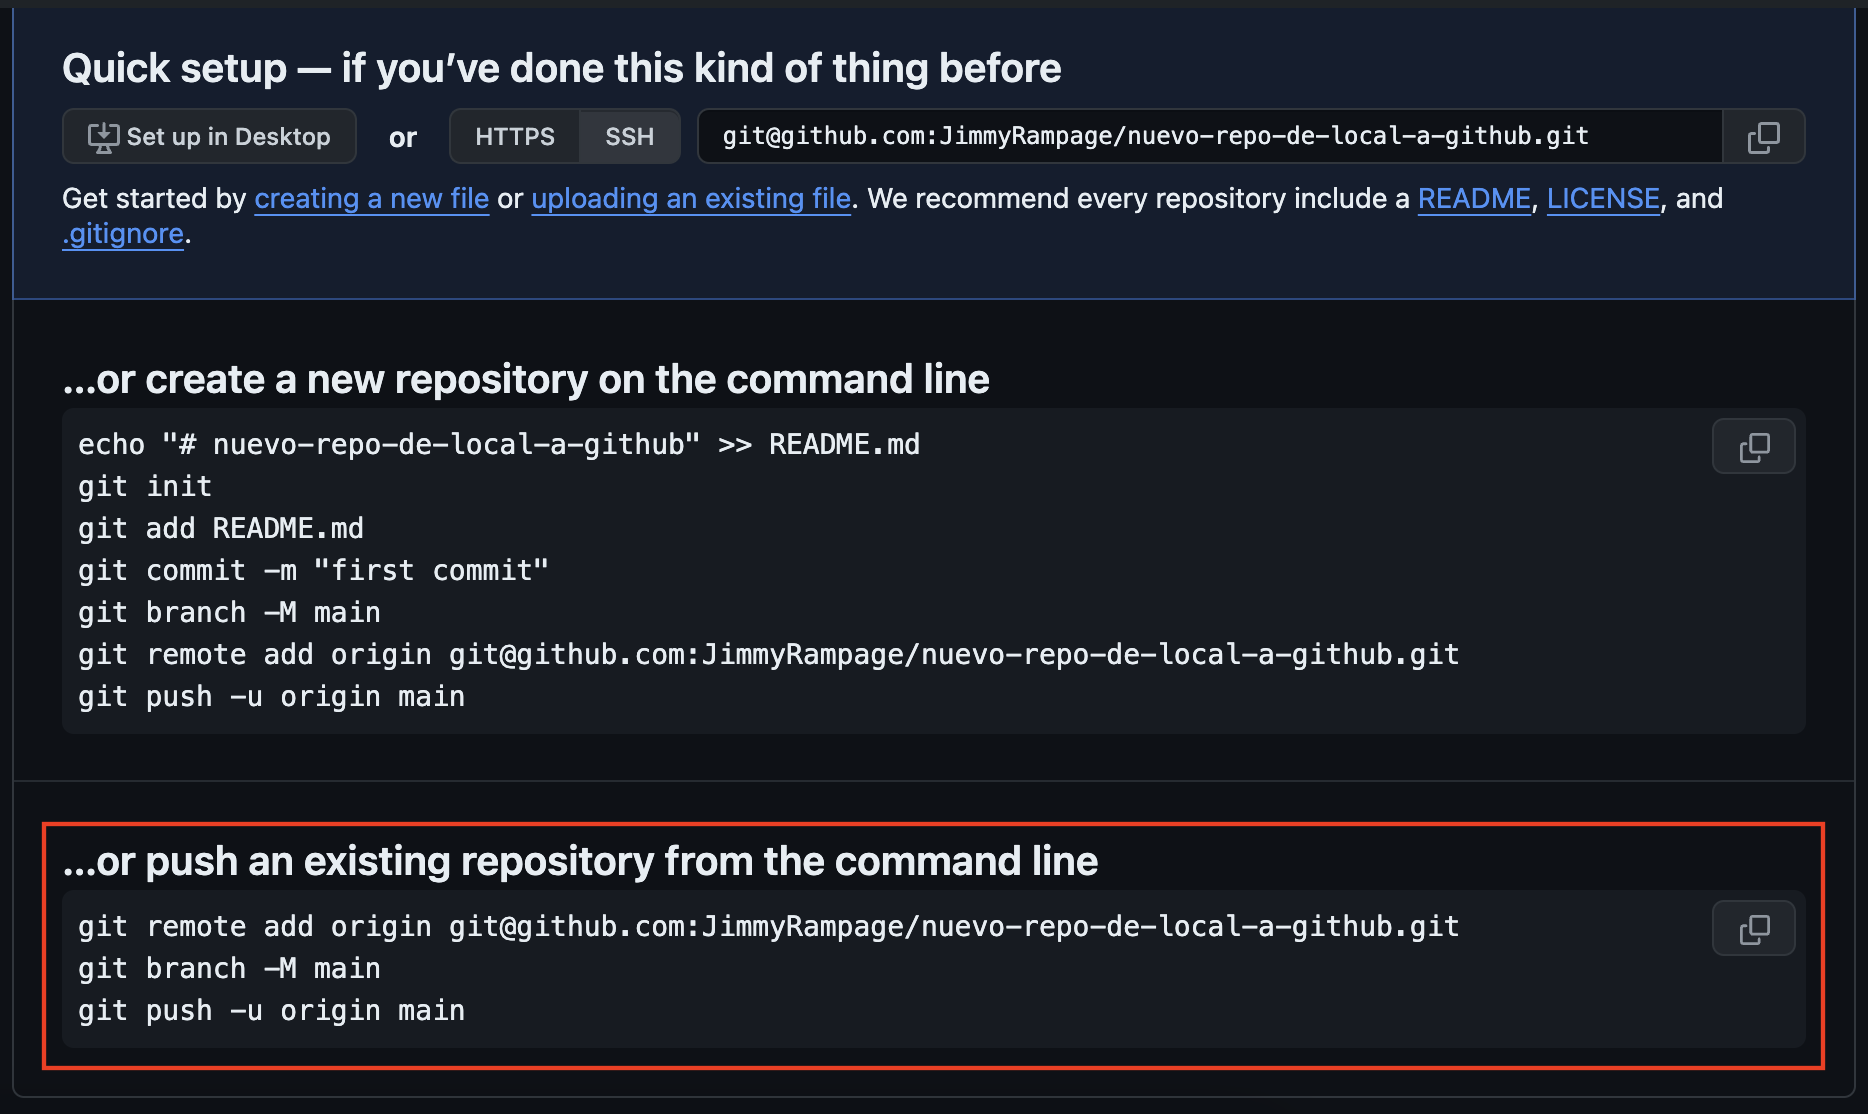 Quick setup — if you’ve done this kind of thing before
Set up in Desktop or HTTPS SSH git@github.com:JimmyRampage/nuevo-repo-de-local-a-github.git
Get started by creating a new file or uploading an existing file. We recommend every repository include a README, LICENSE, and
.gitignore.
...or create a new repository on the command line
echo "# nuevo-repo-de-local-a-github" >> README.md
git init
git add README.md
git commit -m "first commit"
git branch -M main
git remote add origin git@github.com:JimmyRampage/nuevo-repo-de-local-a-github.git
git push -u origin main
...or push an existing repository from the command line
git remote add origin git@github.com:JimmyRampage/nuevo-repo-de-local-a-github.git
git branch -M main
git push -u origin main